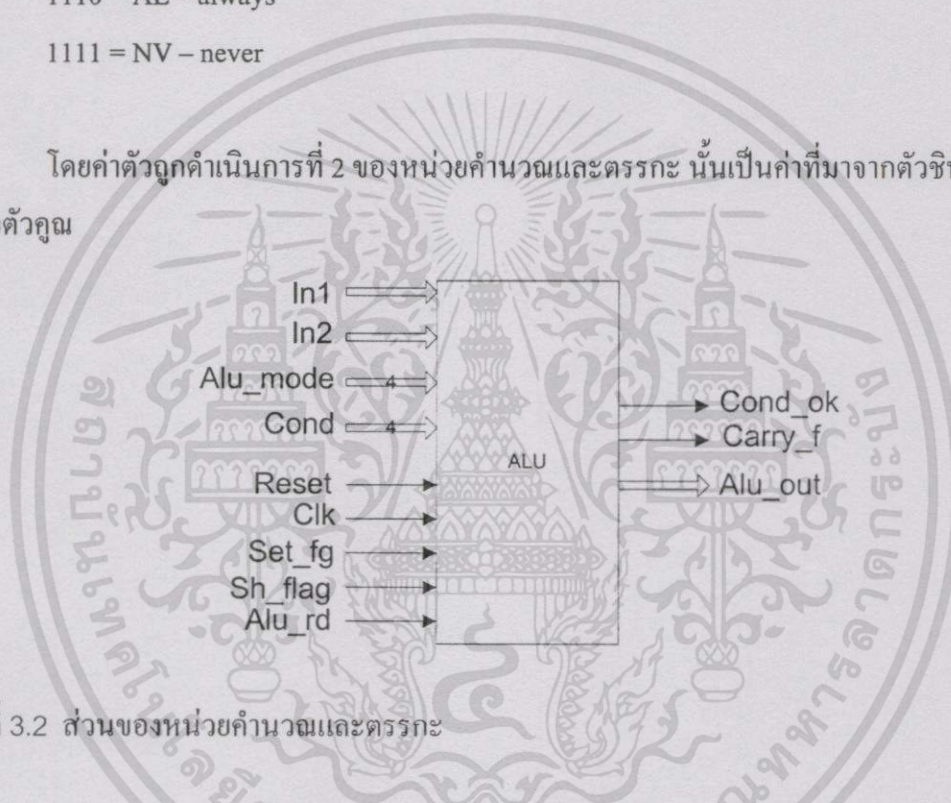 1111 = NV – never
โดยค่าตัวถูกดำเนินการที่ 2 ของหน่วยคำนวณและตรรกะ นั้นเป็นค่าที่มาจากตัวชิ
ตัวคูณ
In1
In2
Alu_mode 4
Cond 4
Reset
Clk
Set_fg
Sh_flag
Alu_rd
ALU
Cond_ok
Carry_f
Alu_out
3.2 ส่วนของหน่วยคำนวณและตรรกะ